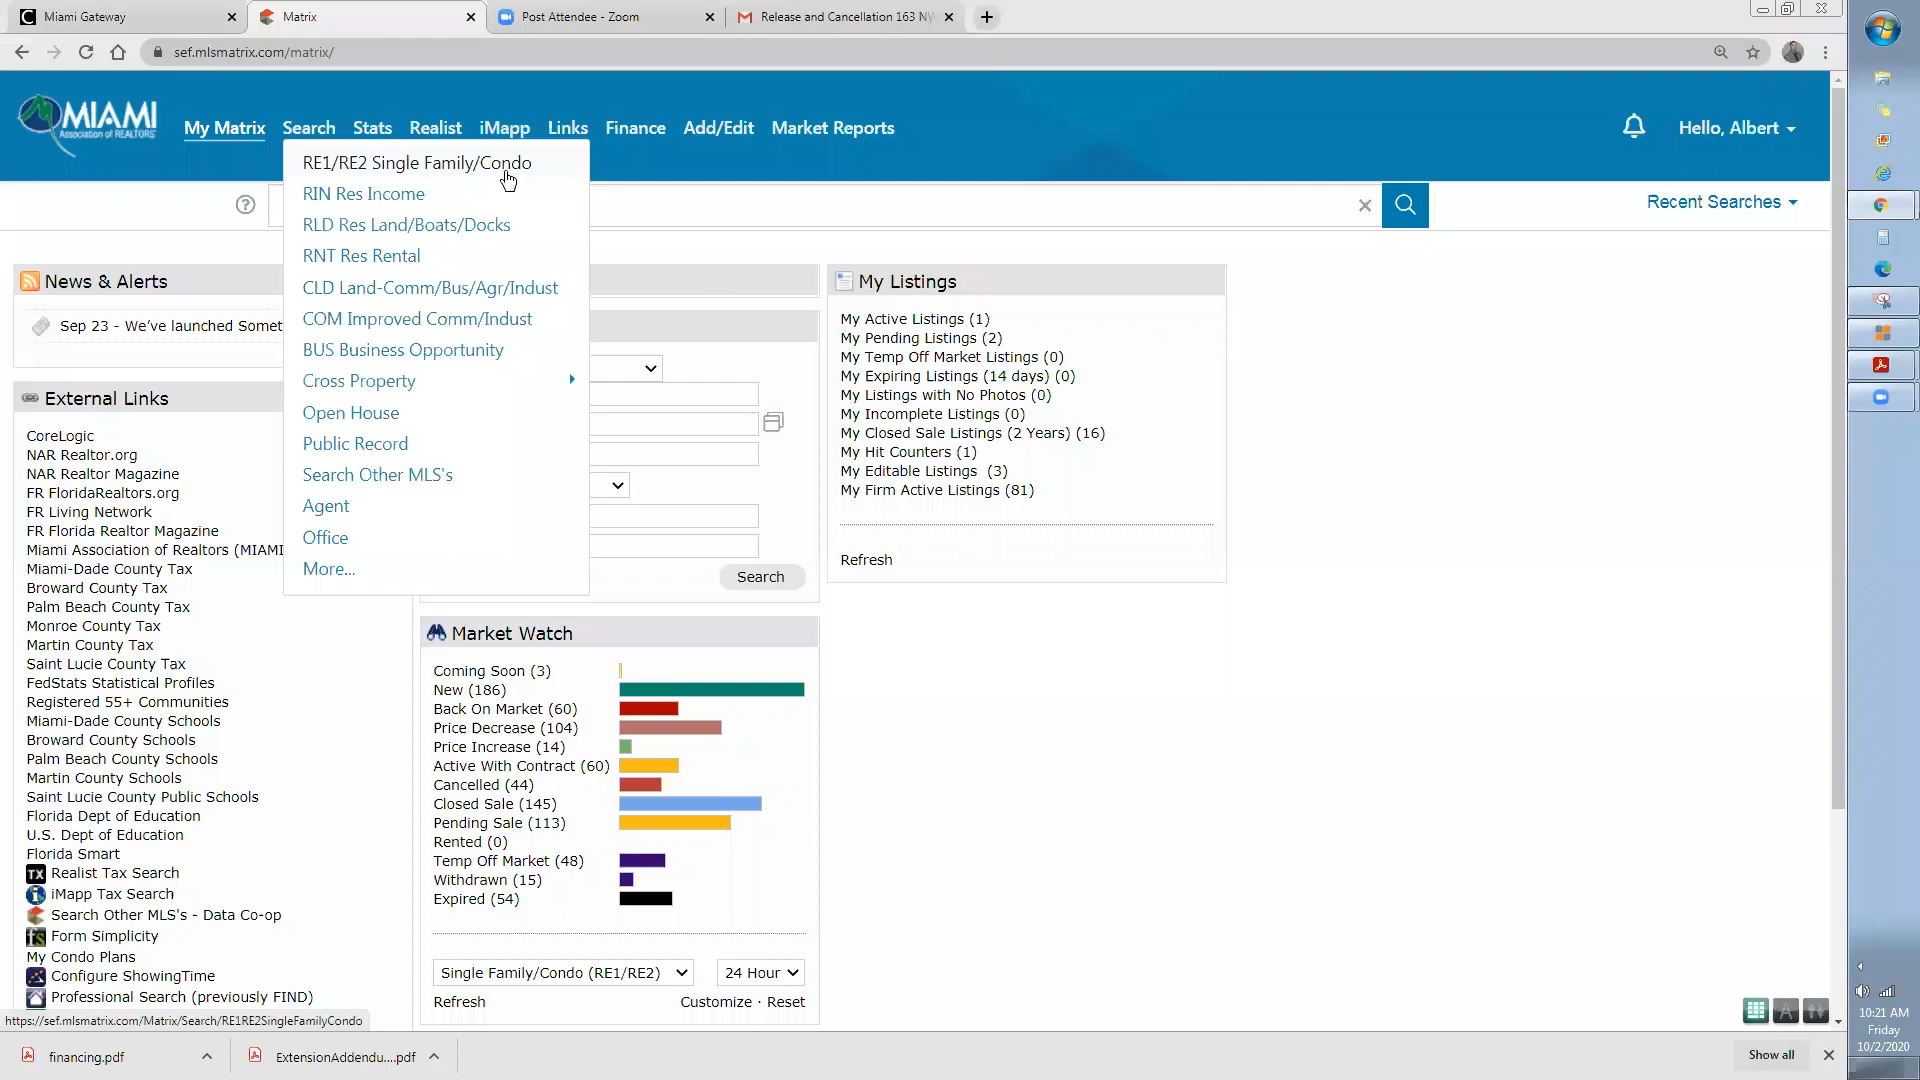 Miami Gateway
Matrix
Post Attendee - Zoom
Release and Cancellation 163 NW
sef.mlsmatrix.com/matrix/
MIAMI
Association of REALTORS
My Matrix
Search
Stats
Realist
iMapp
Links
Finance
Add/Edit
Market Reports
Hello, Albert
RE1/RE2 Single Family/Condo
RIN Res Income
RLD Res Land/Boats/Docks
RNT Res Rental
CLD Land-Comm/Bus/Agr/Indust
COM Improved Comm/Indust
BUS Business Opportunity
Cross Property
Open House
Public Record
Search Other MLS's
Agent
Office
More...
Recent Searches
News & Alerts
Sep 23 - We've launched Somet
External Links
CoreLogic
NAR Realtor.org
NAR Realtor Magazine
FR FloridaRealtors.org
FR Living Network
FR Florida Realtor Magazine
Miami Association of Realtors (MIAMI
Miami-Dade County Tax
Broward County Tax
Palm Beach County Tax
Monroe County Tax
Martin County Tax
Saint Lucie County Tax
FedStats Statistical Profiles
Registered 55+ Communities
Miami-Dade County Schools
Broward County Schools
Palm Beach County Schools
Martin County Schools
Saint Lucie County Public Schools
Florida Dept of Education
U.S. Dept of Education
Florida Smart
TX Realist Tax Search
iMapp Tax Search
Search Other MLS's - Data Co-op
fs Form Simplicity
My Condo Plans
Configure ShowingTime
Professional Search (previously FIND)
Search
Market Watch
Coming Soon (3)
New (186)
Back On Market (60)
Price Decrease (104)
Price Increase (14)
Active With Contract (60)
Cancelled (44)
Closed Sale (145)
Pending Sale (113)
Rented (0)
Temp Off Market (48)
Withdrawn (15)
Expired (54)
Single Family/Condo (RE1/RE2)
24 Hour
Refresh
Customize · Reset
My Listings
My Active Listings (1)
My Pending Listings (2)
My Temp Off Market Listings (0)
My Expiring Listings (14 days) (0)
My Listings with No Photos (0)
My Incomplete Listings (0)
My Closed Sale Listings (2 Years) (16)
My Hit Counters (1)
My Editable Listings (3)
My Firm Active Listings (81)
Refresh
https://sef.mlsmatrix.com/Matrix/Search/RE1RE2SingleFamilyCondo
financing.pdf
ExtensionAddendu....pdf
Show all
10:21 AM
Friday
10/2/2020